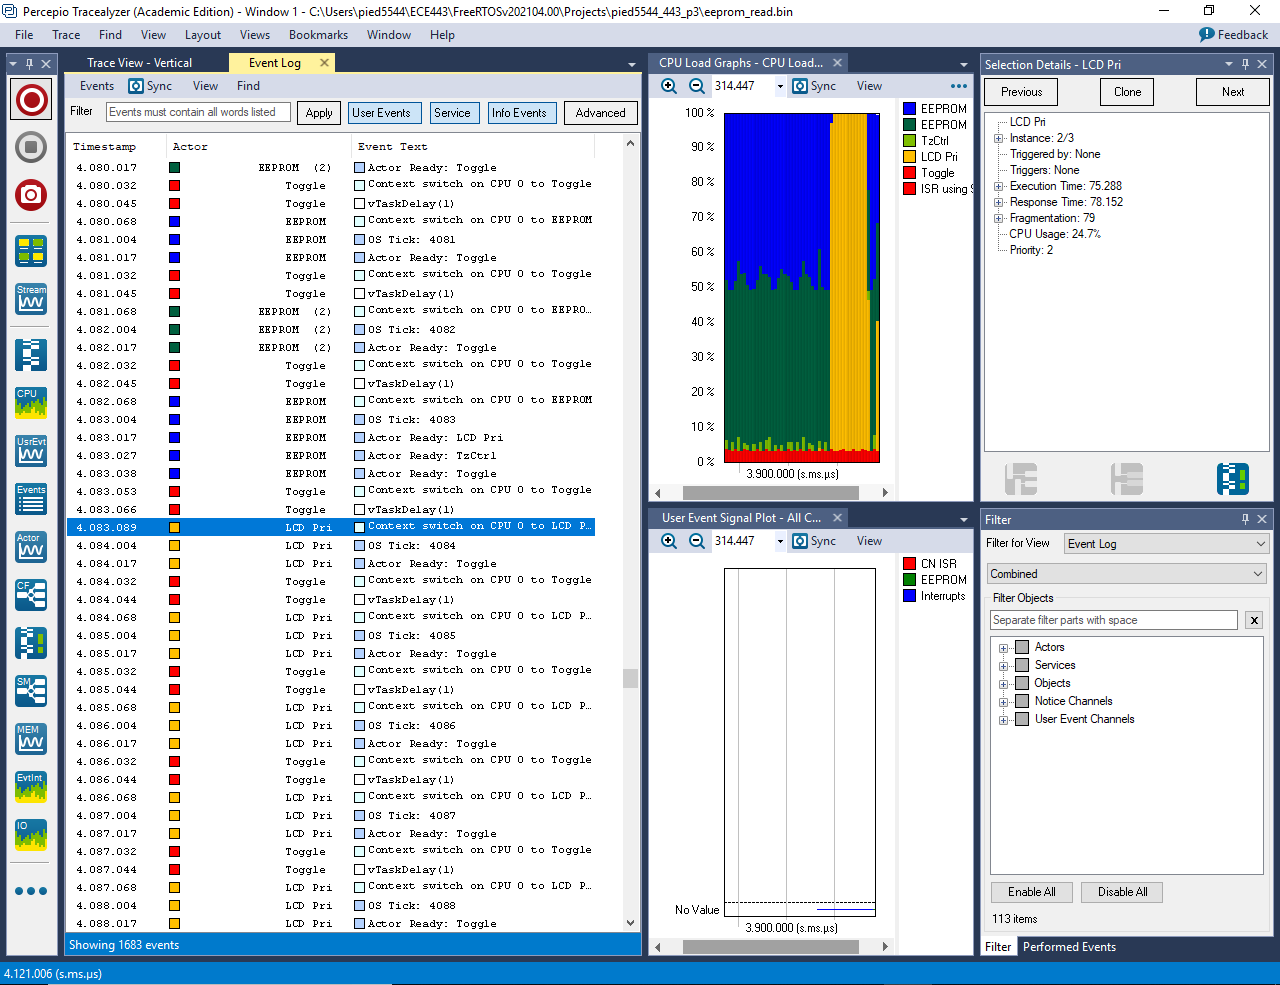 Percepio Tracealyzer (Academic Edition) - Window 1 - C:\Users\pied5544\ECE443\FreeRTOSv202104.00\Projects\pied5544_443_p3\eeprom_read.bin
File Trace Find View Layout Views Bookmarks Window Help
Feedback
Trace View - Vertical
Event Log
Events Sync View Find
Filter Events must contain all words listed Apply User Events Service Info Events Advanced
Timestamp Actor Event Text
4.080.017 EEPROM (2) Actor Ready: Toggle
4.080.032 Toggle Context switch on CPU 0 to Toggle
4.080.045 Toggle vTaskDelay(1)
4.080.068 EEPROM Context switch on CPU 0 to EEPROM
4.081.004 EEPROM OS Tick: 4081
4.081.017 EEPROM Actor Ready: Toggle
4.081.032 Toggle Context switch on CPU 0 to Toggle
4.081.045 Toggle vTaskDelay(1)
4.081.068 EEPROM (2) Context switch on CPU 0 to EEPRO…
4.082.004 EEPROM (2) OS Tick: 4082
4.082.017 EEPROM (2) Actor Ready: Toggle
4.082.032 Toggle Context switch on CPU 0 to Toggle
4.082.045 Toggle vTaskDelay(1)
4.082.068 EEPROM Context switch on CPU 0 to EEPROM
4.083.004 EEPROM OS Tick: 4083
4.083.017 EEPROM Actor Ready: LCD Pri
4.083.027 EEPROM Actor Ready: TzCtrl
4.083.038 EEPROM Actor Ready: Toggle
4.083.053 Toggle Context switch on CPU 0 to Toggle
4.083.066 Toggle vTaskDelay(1)
4.083.089 LCD Pri Context switch on CPU 0 to LCD P…
4.084.004 LCD Pri OS Tick: 4084
4.084.017 LCD Pri Actor Ready: Toggle
4.084.032 Toggle Context switch on CPU 0 to Toggle
4.084.044 Toggle vTaskDelay(1)
4.084.068 LCD Pri Context switch on CPU 0 to LCD P…
4.085.004 LCD Pri OS Tick: 4085
4.085.017 LCD Pri Actor Ready: Toggle
4.085.032 Toggle Context switch on CPU 0 to Toggle
4.085.044 Toggle vTaskDelay(1)
4.085.068 LCD Pri Context switch on CPU 0 to LCD P…
4.086.004 LCD Pri OS Tick: 4086
4.086.017 LCD Pri Actor Ready: Toggle
4.086.032 Toggle Context switch on CPU 0 to Toggle
4.086.044 Toggle vTaskDelay(1)
4.086.068 LCD Pri Context switch on CPU 0 to LCD P…
4.087.004 LCD Pri OS Tick: 4087
4.087.017 LCD Pri Actor Ready: Toggle
4.087.032 Toggle Context switch on CPU 0 to Toggle
4.087.044 Toggle vTaskDelay(1)
4.087.068 LCD Pri Context switch on CPU 0 to LCD P…
4.088.004 LCD Pri OS Tick: 4088
4.088.017 LCD Pri Actor Ready: Toggle
Showing 1683 events
Stream
CPU
UsrEvt
Events
Actor
CF
SM
MEM
EvtInt
IO
CPU Load Graphs - CPU Load...
314.447 Sync View
100 %
90 %
80 %
70 %
60 %
50 %
40 %
30 %
20 %
10 %
0 %
3.900.000 (s.ms.µs)
EEPROM
EEPROM
TzCtrl
LCD Pri
Toggle
ISR using S
User Event Signal Plot - All C...
314.447 Sync View
No Value
3.900.000 (s.ms.µs)
CN ISR
EEPROM
Interrupts
Selection Details - LCD Pri
Previous Clone Next
LCD Pri
Instance: 2/3
Triggered by: None
Triggers: None
Execution Time: 75.288
Response Time: 78.152
Fragmentation: 79
CPU Usage: 24.7%
Priority: 2
Filter
Filter for View Event Log
Combined
Filter Objects
Separate filter parts with space x
Actors
Services
Objects
Notice Channels
User Event Channels
Enable All Disable All
113 items
Filter Performed Events
4.121.006 (s.ms.µs)